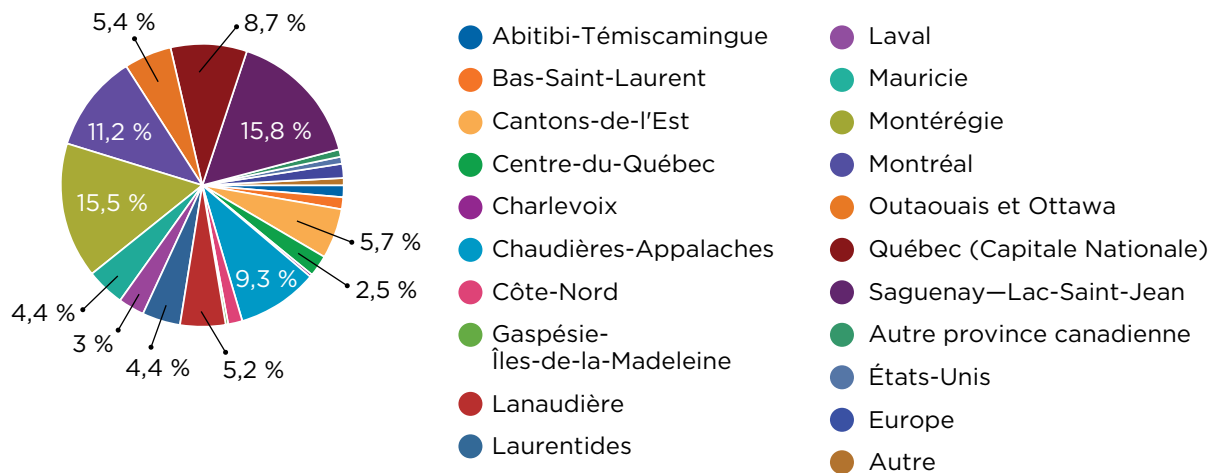 5,4 %
8,7 %
11,2 %
15,8 %
15,5 %
5,7 %
9,3 %
2,5 %
4,4 %
3 %
4,4 %
5,2 %
Abitibi-Témiscamingue
Bas-Saint-Laurent
Cantons-de-l'Est
Centre-du-Québec
Charlevoix
Chaudières-Appalaches
Côte-Nord
Gaspésie-
Îles-de-la-Madeleine
Lanaudière
Laurentides
Laval
Mauricie
Montérégie
Montréal
Outaouais et Ottawa
Québec (Capitale Nationale)
Saguenay—Lac-Saint-Jean
Autre province canadienne
États-Unis
Europe
Autre